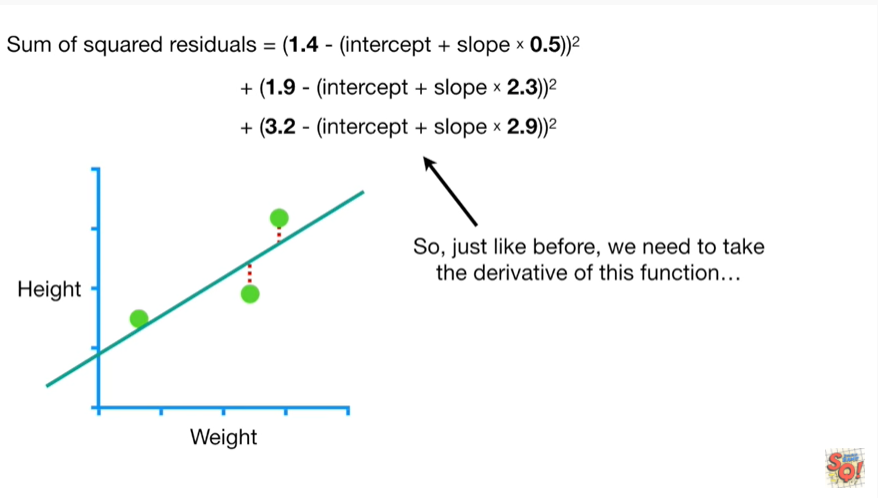 Sum of squared residuals = (1.4 - (intercept + slope × 0.5))²
+ (1.9 - (intercept + slope × 2.3))²
+ (3.2 - (intercept + slope × 2.9))²
So, just like before, we need to take
the derivative of this function…
Height
Weight
SQ!